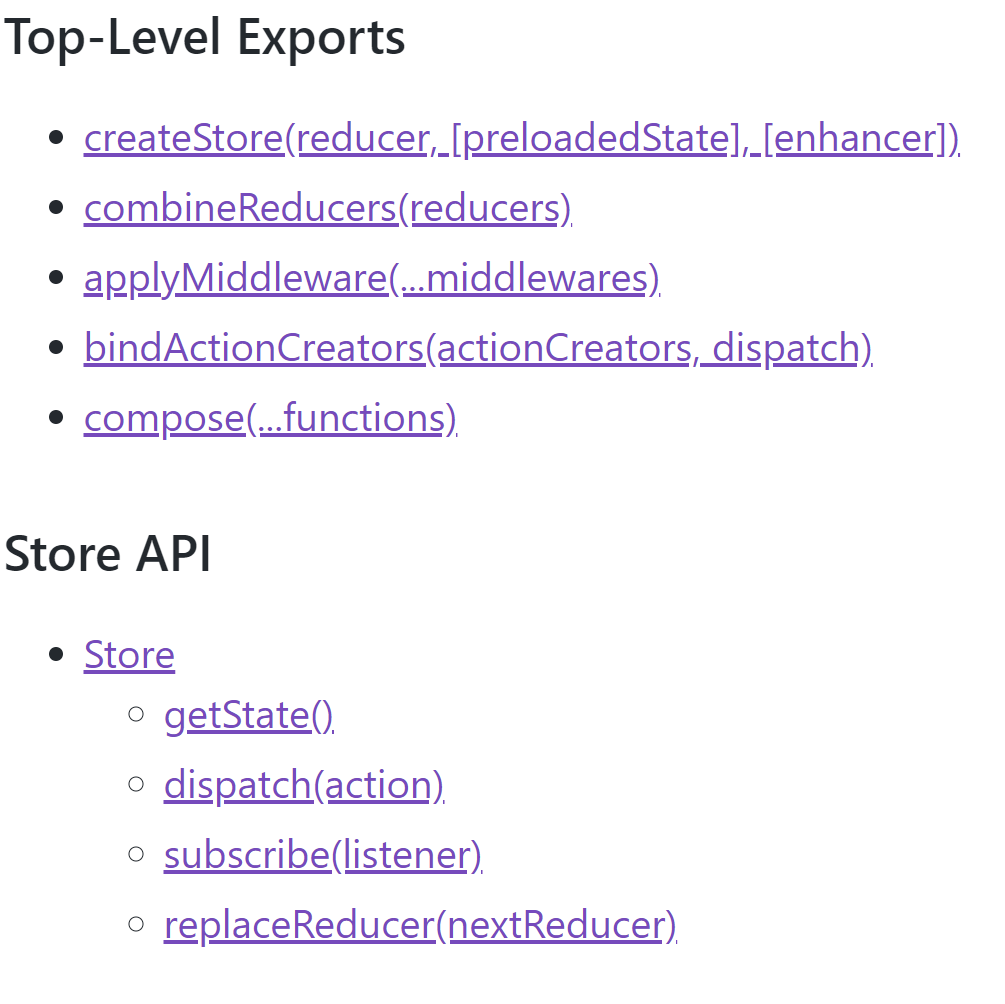 Top-Level Exports
createStore(reducer, [preloadedState], [enhancer])
combineReducers(reducers)
applyMiddleware(...middlewares)
bindActionCreators(actionCreators, dispatch)
compose(...functions)
Store API
Store
getState()
dispatch(action)
subscribe(listener)
replaceReducer(nextReducer)